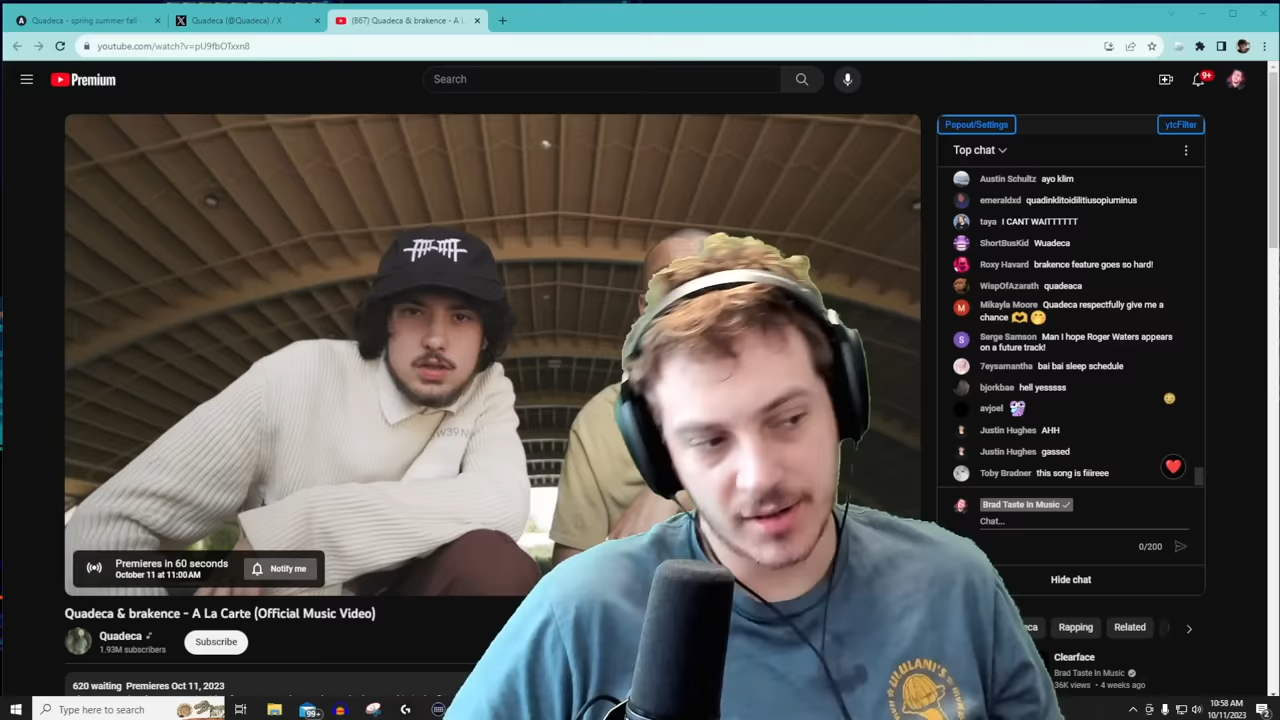 Quadeca - spring summer fall -
Quadeca (@Quadeca) / X
(867) Quadeca & brakence - A L
youtube.com/watch?v=pU9fbOTxxn8
Premium
Search
9+
Popout/Settings
ytcFilter
Top chat
Austin Schultz ayo klim
emeraldxd quadinklitoidilitiusopiuminus
taya I CANT WAITTTTTT
ShortBusKid Wuadeca
Roxy Havard brakence feature goes so hard!
WispOfAzarath quadeaca
Mikayla Moore Quadeca respectfully give me a
chance
Serge Samson Man I hope Roger Waters appears
on a future track!
7eysamantha bai bai sleep schedule
bjorkbae hell yesssss
avjoel
Justin Hughes AHH
Justin Hughes gassed
Toby Bradner this song is fiiireee
Brad Taste In Music
Chat...
0/200
Hide chat
Premieres in 60 seconds
October 11 at 11:00 AM
Notify me
Quadeca & brakence - A La Carte (Official Music Video)
Quadeca
1.93M subscribers
Subscribe
eca
Rapping
Related
Clearface
Brad Taste In Music
36K views • 4 weeks ago
620 waiting Premieres Oct 11, 2023
Type here to search
99+
10:58 AM
10/11/2023
2